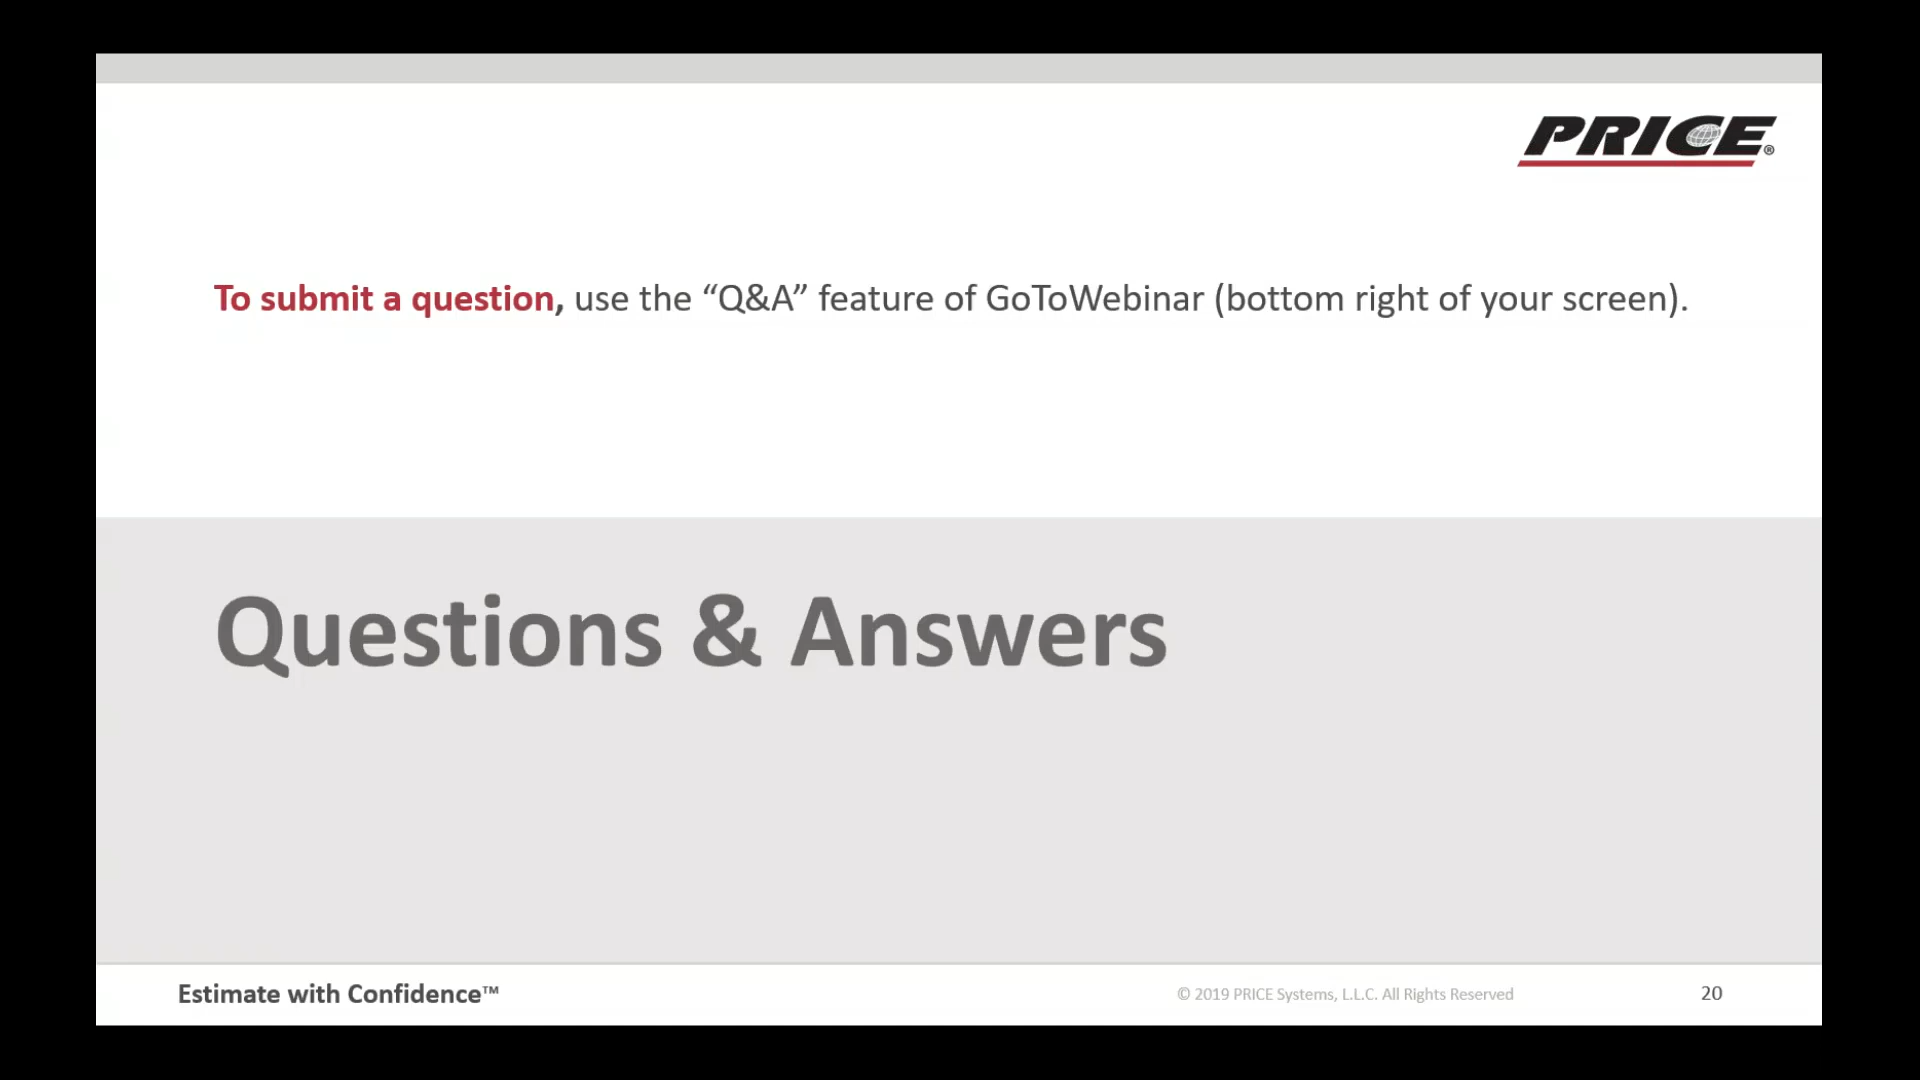 PRICE®
To submit a question, use the “Q&A” feature of GoToWebinar (bottom right of your screen).
Questions & Answers
Estimate with Confidence™
© 2019 PRICE Systems, L.L.C. All Rights Reserved
20